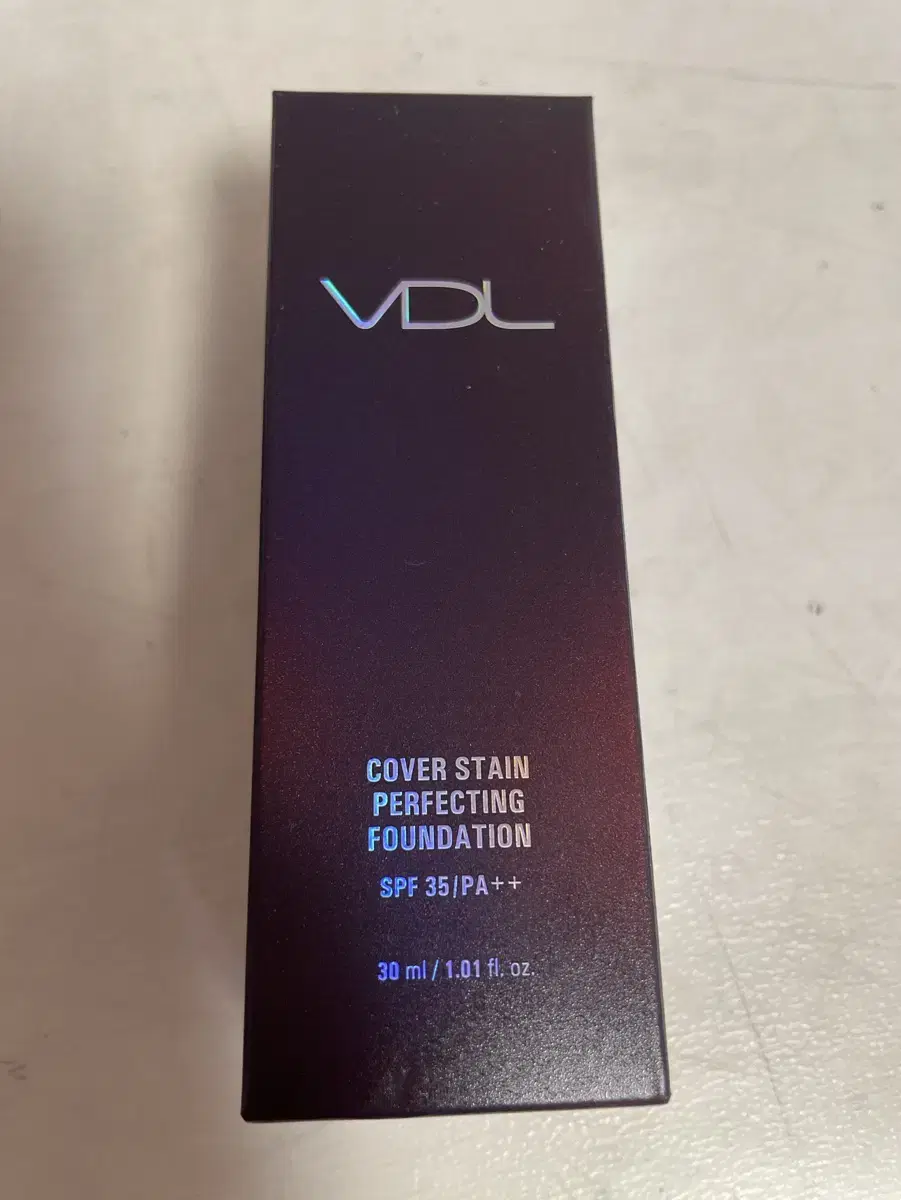 VDL
COVER STAIN
PERFECTING
FOUNDATION
SPF 35/PA++
30 ml / 1.01 fl. oz.